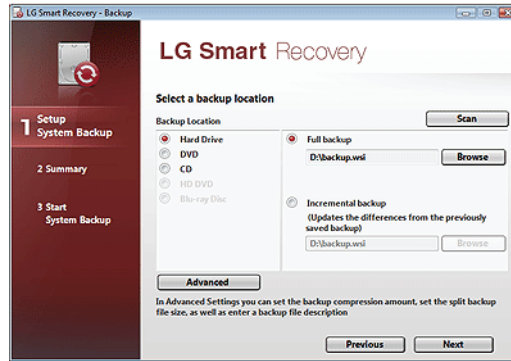 LG Smart Recovery - Backup
LG Smart Recovery
Select a backup location
1 Setup
System Backup
2 Summary
3 Start
System Backup
Backup Location
Scan
Hard Drive
DVD
CD
HD DVD
Blu-ray Disc
Full backup
D:\backup.wsi
Browse
Incremental backup
(Updates the differences from the previously
saved backup)
D:\backup.wsi
Browse
Advanced
In Advanced Settings you can set the backup compression amount, set the split backup
file size, as well as enter a backup file description
Previous
Next